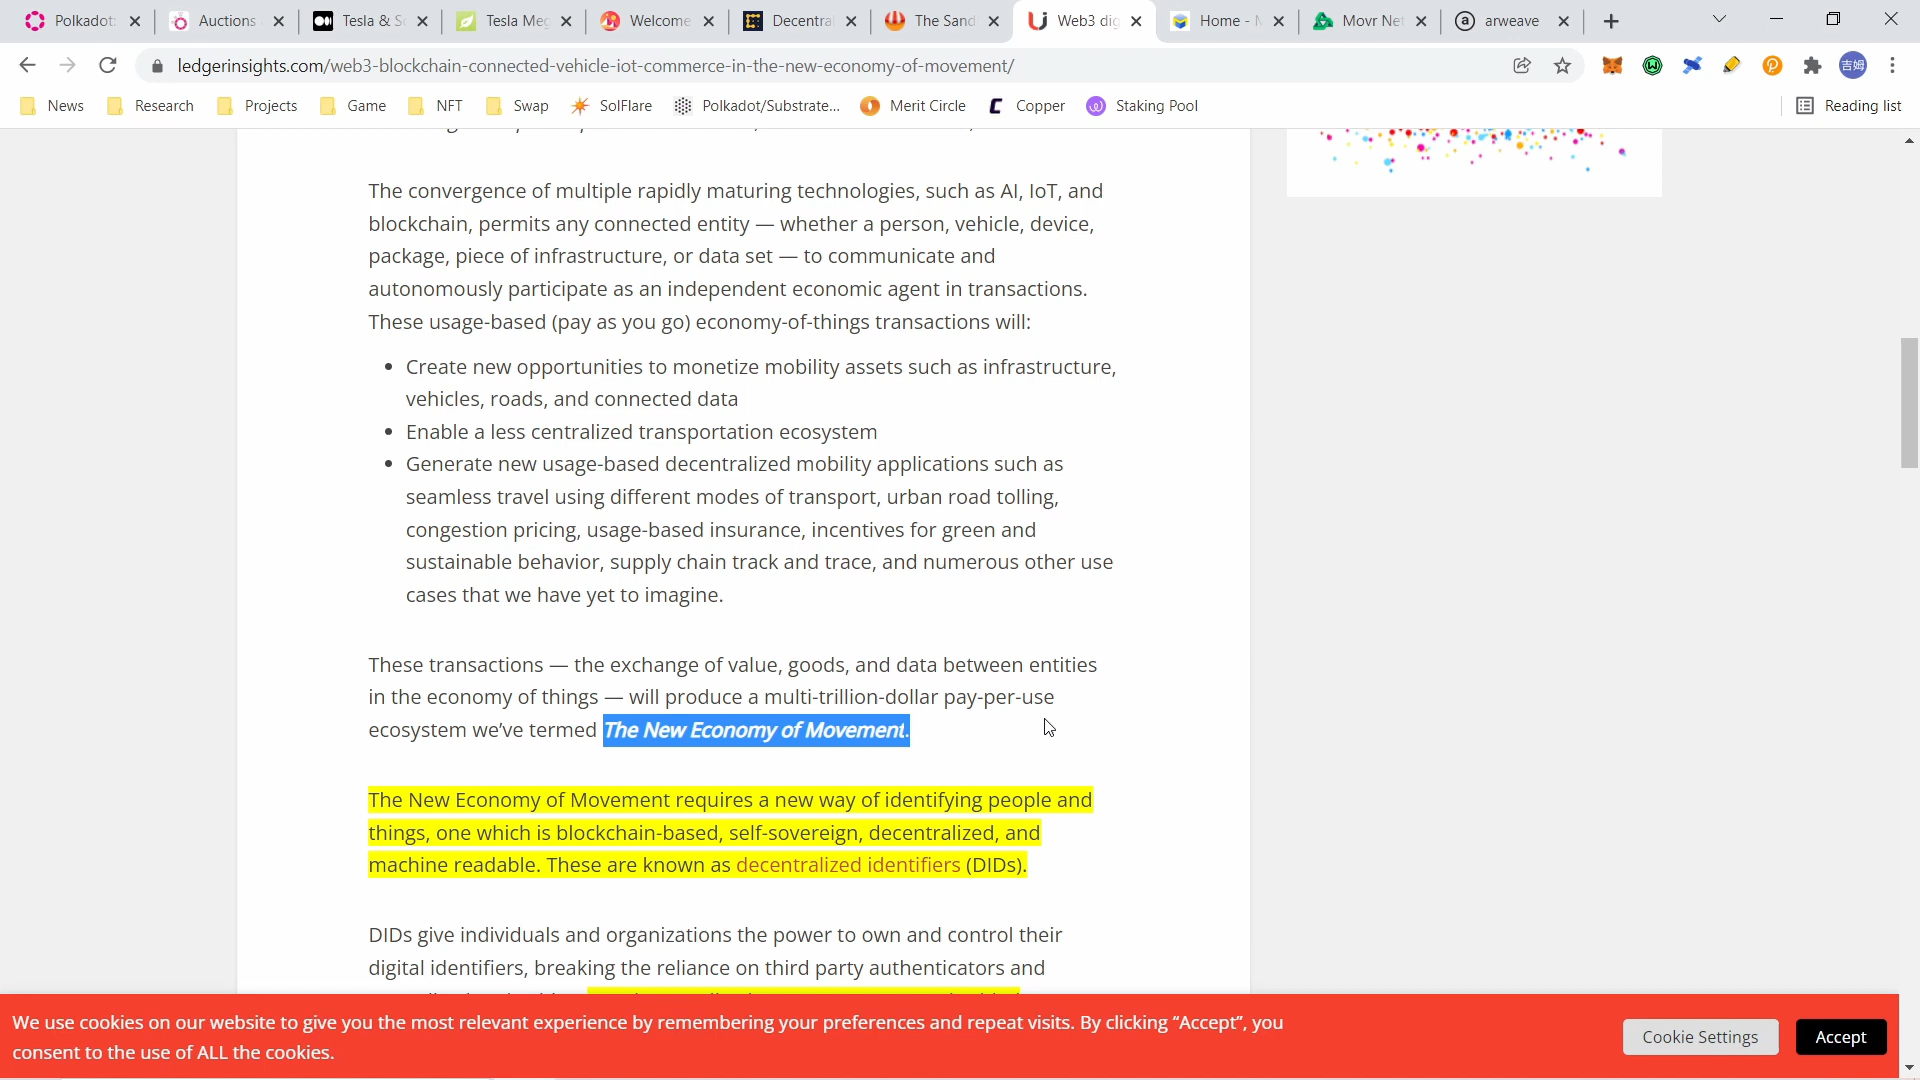 Polkadot
Auctions
Tesla & S
Tesla Meg
Welcome
Decentra
The Sand
Web3 dig
Home -
Movr Net
arweave
ledgerinsights.com/web3-blockchain-connected-vehicle-iot-commerce-in-the-new-economy-of-movement/
吉姆
News
Research
Projects
Game
NFT
Swap
SolFlare
Polkadot/Substrate...
Merit Circle
Copper
Staking Pool
Reading list
The convergence of multiple rapidly maturing technologies, such as AI, IoT, and
blockchain, permits any connected entity — whether a person, vehicle, device,
package, piece of infrastructure, or data set — to communicate and
autonomously participate as an independent economic agent in transactions.
These usage-based (pay as you go) economy-of-things transactions will:
• Create new opportunities to monetize mobility assets such as infrastructure,
vehicles, roads, and connected data
• Enable a less centralized transportation ecosystem
• Generate new usage-based decentralized mobility applications such as
seamless travel using different modes of transport, urban road tolling,
congestion pricing, usage-based insurance, incentives for green and
sustainable behavior, supply chain track and trace, and numerous other use
cases that we have yet to imagine.
These transactions — the exchange of value, goods, and data between entities
in the economy of things — will produce a multi-trillion-dollar pay-per-use
ecosystem we've termed The New Economy of Movement.
The New Economy of Movement requires a new way of identifying people and
things, one which is blockchain-based, self-sovereign, decentralized, and
machine readable. These are known as decentralized identifiers (DIDs).
DIDs give individuals and organizations the power to own and control their
digital identifiers, breaking the reliance on third party authenticators and
We use cookies on our website to give you the most relevant experience by remembering your preferences and repeat visits. By clicking “Accept”, you
consent to the use of ALL the cookies.
Cookie Settings
Accept